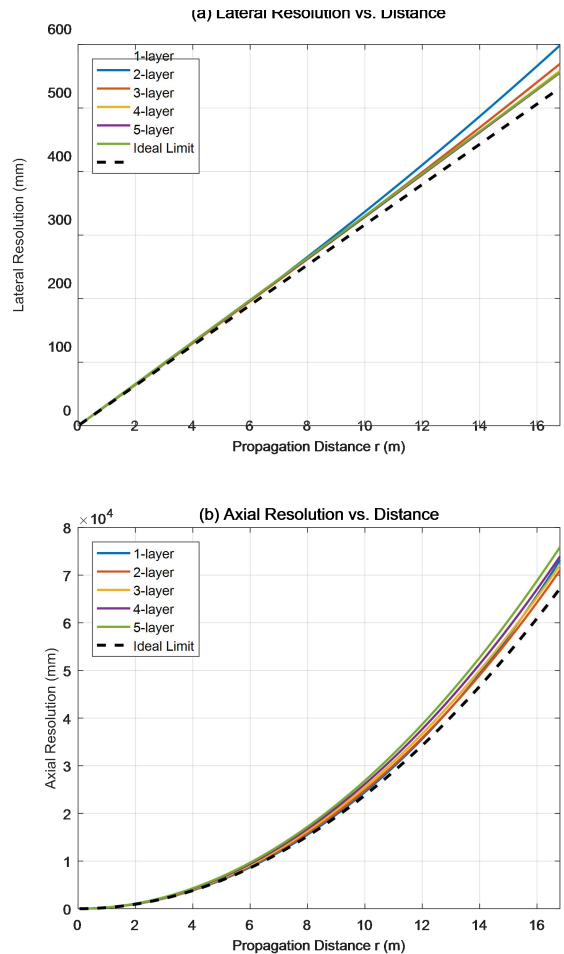 (a) Lateral Resolution vs. Distance
600
500
400
300
200
100
0
Lateral Resolution (mm)
1-layer
2-layer
3-layer
4-layer
5-layer
Ideal Limit
0 2 4 6 8 10 12 14 16
Propagation Distance r (m)
(b) Axial Resolution vs. Distance
×10⁴
8
7
6
5
4
3
2
1
0
Axial Resolution (mm)
1-layer
2-layer
3-layer
4-layer
5-layer
Ideal Limit
0 2 4 6 8 10 12 14 16
Propagation Distance r (m)